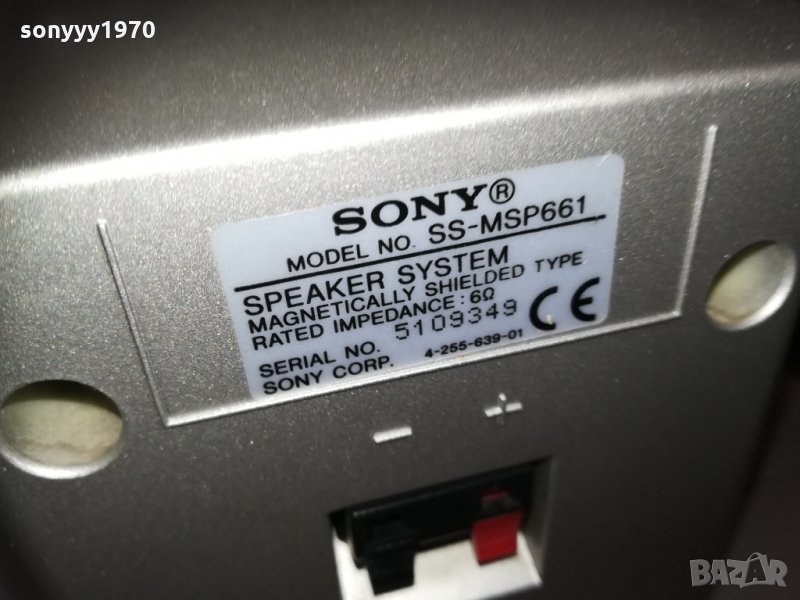 sonyyy1970
SONY®
MODEL NO. SS-MSP661
SPEAKER SYSTEM
MAGNETICALLY SHIELDED TYPE
RATED IMPEDANCE : 6Ω
SERIAL NO. 5109349
SONY CORP. 4-255-639-01
CE
− +
BAZAR